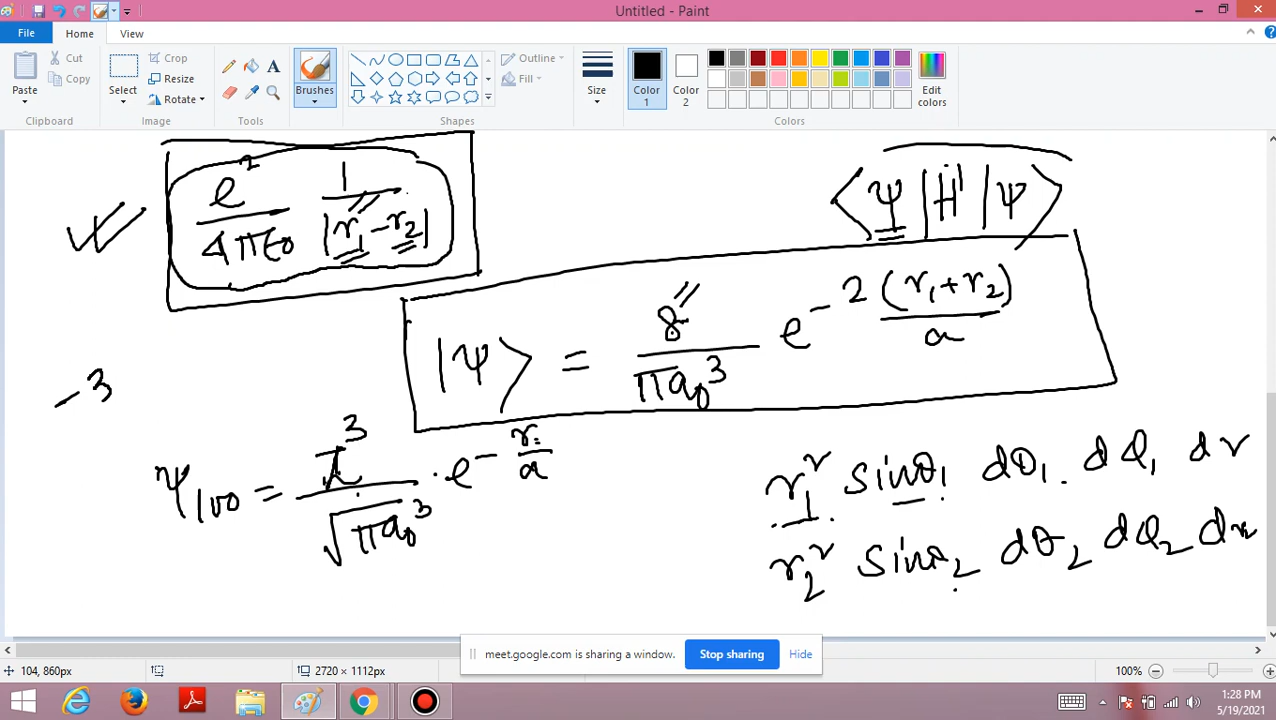 Untitled - Paint
File Home View
Paste Cut Copy
Select Crop Resize Rotate
Brushes
Outline Fill
Size
Color 1
Color 2
Edit colors
Clipboard Image Tools Shapes Colors
e² / 4πϵ0 1 / |r1 - r2|
⟨Ψ|H'|Ψ⟩
|Ψ⟩ = 8 / πa0³ e^-2(r1+r2)/a
-3
Ψ100 = 3 / √πa0³ · e^-r/a
r1² sinθ1 dθ1 dφ1 dr
r2² sinθ2 dθ2 dφ2 dr
meet.google.com is sharing a window. Stop sharing Hide
104, 860px 2720 × 1112px 100%
1:28 PM
5/19/2021